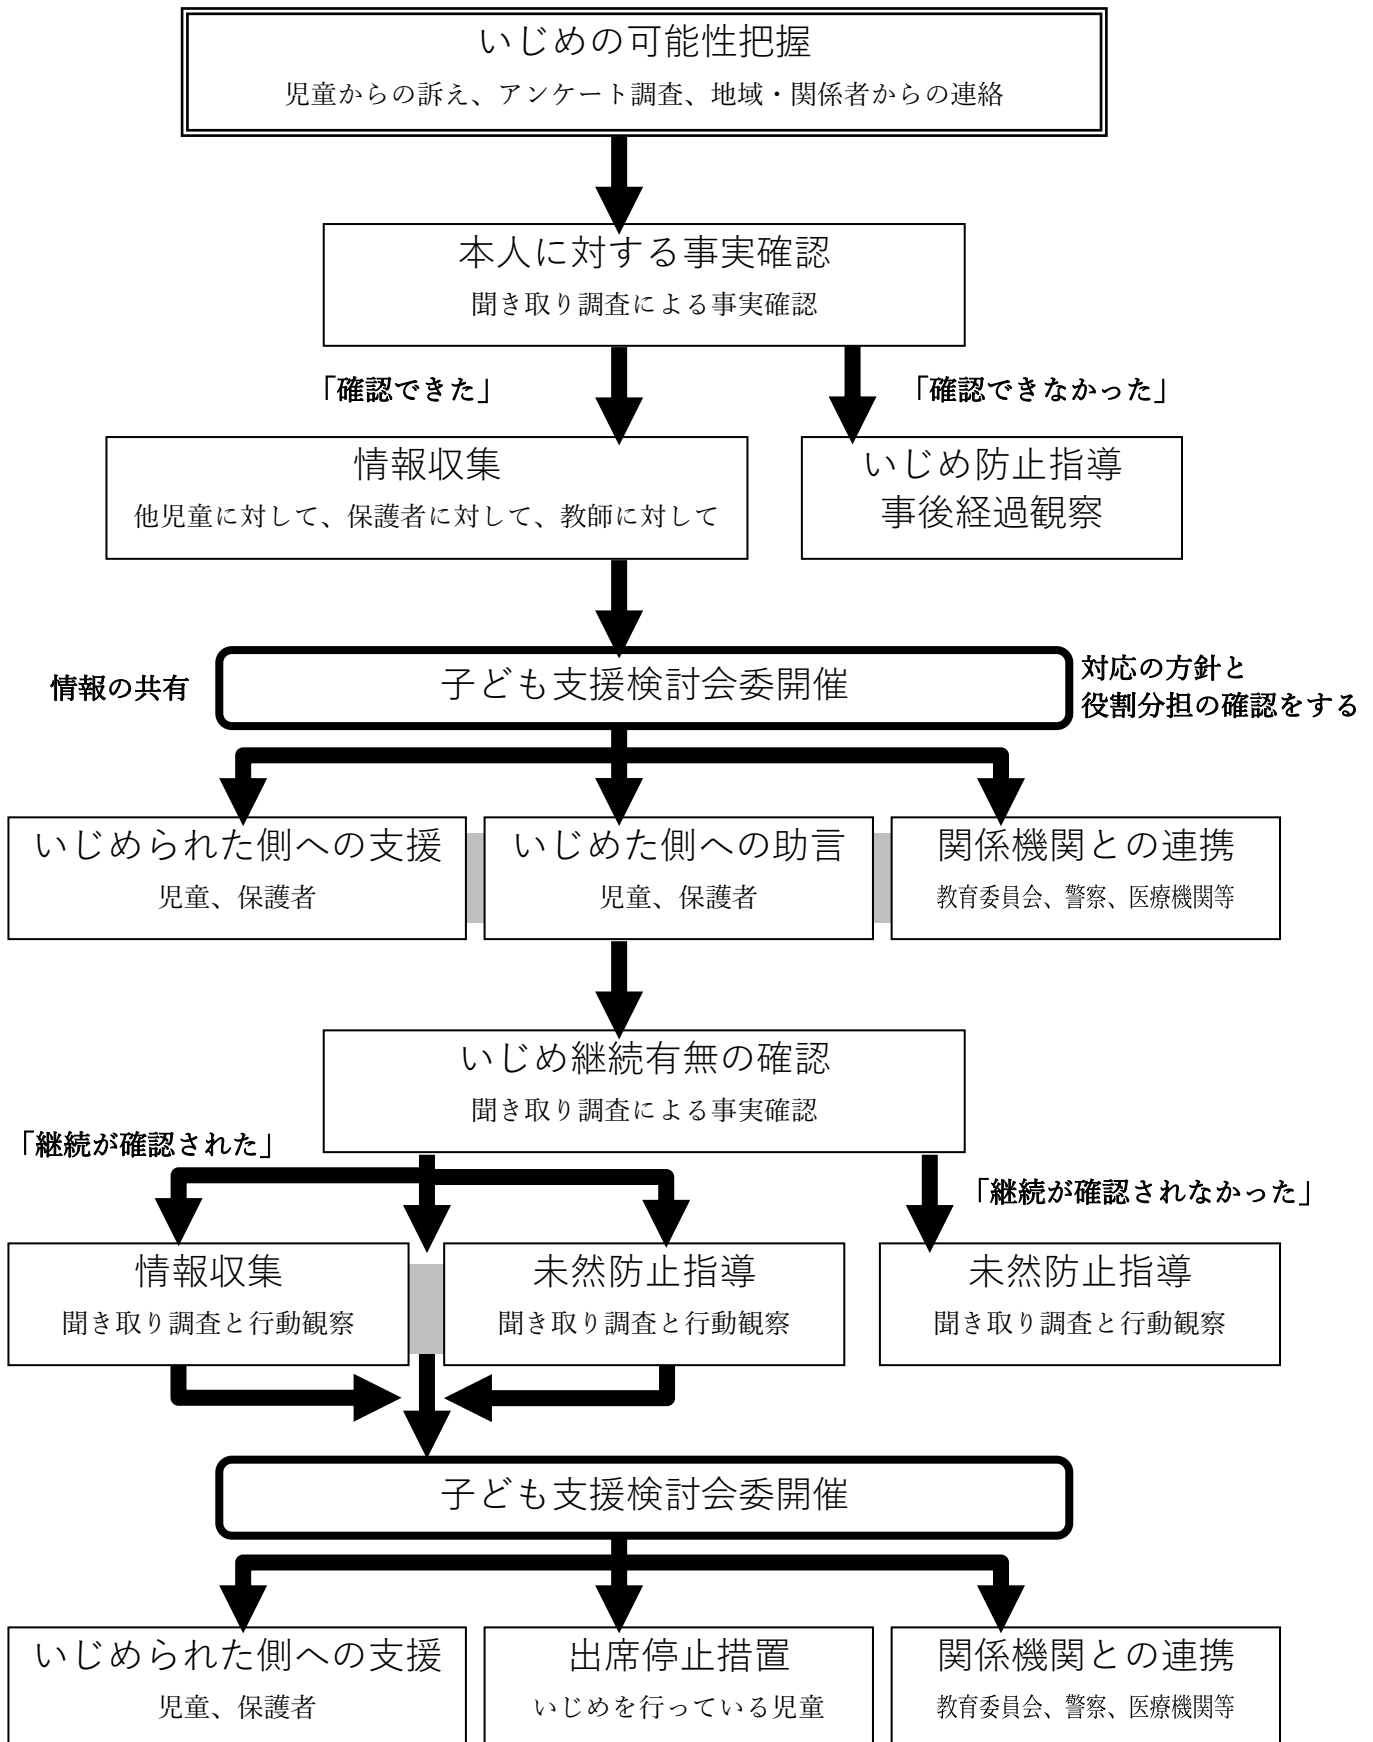 いじめの可能性把握
児童からの訴え、アンケート調査、地域・関係者からの連絡
本人に対する事実確認
聞き取り調査による事実確認
「確認できた」
「確認できなかった」
情報収集
他児童に対して、保護者に対して、教師に対して
いじめ防止指導
事後経過観察
情報の共有
子ども支援検討会委開催
対応の方針と
役割分担の確認をする
いじめられた側への支援
児童、保護者
いじめた側への助言
児童、保護者
関係機関との連携
教育委員会、警察、医療機関等
いじめ継続有無の確認
聞き取り調査による事実確認
「継続が確認された」
「継続が確認されなかった」
情報収集
聞き取り調査と行動観察
未然防止指導
聞き取り調査と行動観察
未然防止指導
聞き取り調査と行動観察
子ども支援検討会委開催
いじめられた側への支援
児童、保護者
出席停止措置
いじめを行っている児童
関係機関との連携
教育委員会、警察、医療機関等